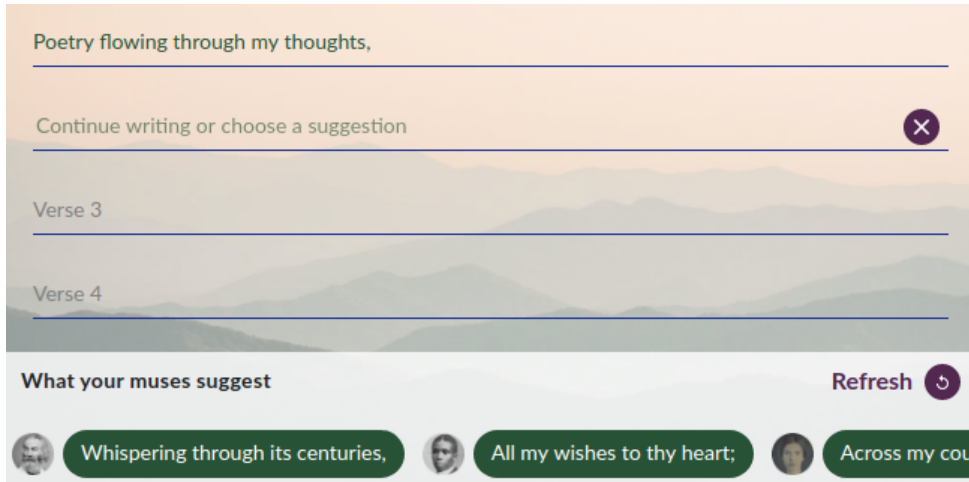 Poetry flowing through my thoughts,
Continue writing or choose a suggestion
Verse 3
Verse 4
What your muses suggest
Refresh
Whispering through its centuries,
All my wishes to thy heart;
Across my